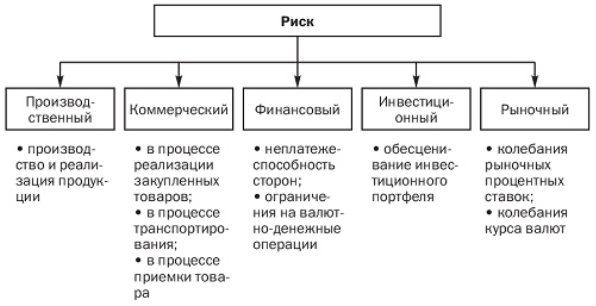 Риск
Производ-
ственный
• производ-
ство и реали-
зация продук-
ции
Коммерческий
• в процессе
реализации
закупленных
товаров;
• в процессе
транспортиро-
вания;
• в процессе
приемки това-
ра
Финансовый
• неплатеже-
способность
сторон;
• ограниче-
ния на валют-
но-денежные
операции
Инвестици-
онный
• обесцени-
вание инвес-
тиционного
портфеля
Рыночный
• колебания
рыночных
процентных
ставок;
• колебания
курса валют